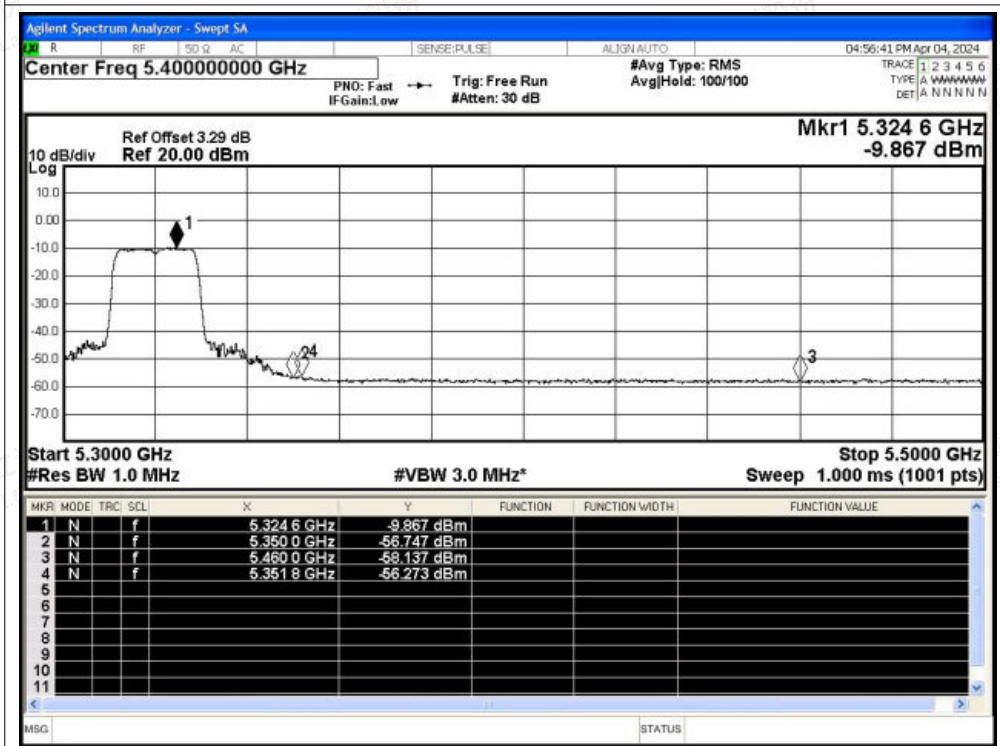 Agilent Spectrum Analyzer - Swept SA
LXI R RF 50 Ω AC SENSE:PULSE ALIGN AUTO 04:56:41 PM Apr 04, 2024
Center Freq 5.400000000 GHz #Avg Type: RMS TRACE 1 2 3 4 5 6
PNO: Fast Trig: Free Run Avg|Hold: 100/100 TYPE A WWWWW
IFGain:Low #Atten: 30 dB DET A N N N N N
Ref Offset 3.29 dB Mkr1 5.324 6 GHz
10 dB/div Ref 20.00 dBm -9.867 dBm
Log
10.0
0.00
1
-10.0
-20.0
-30.0
-40.0
-50.0
24
3
-60.0
-70.0
Start 5.3000 GHz Stop 5.5000 GHz
#Res BW 1.0 MHz #VBW 3.0 MHz* Sweep 1.000 ms (1001 pts)
MKR MODE TRC SCL X Y FUNCTION FUNCTION WIDTH FUNCTION VALUE
1 N f 5.324 6 GHz -9.867 dBm
2 N f 5.350 0 GHz -56.747 dBm
3 N f 5.460 0 GHz -58.137 dBm
4 N f 5.351 8 GHz -56.273 dBm
5
6
7
8
9
10
11
MSG STATUS